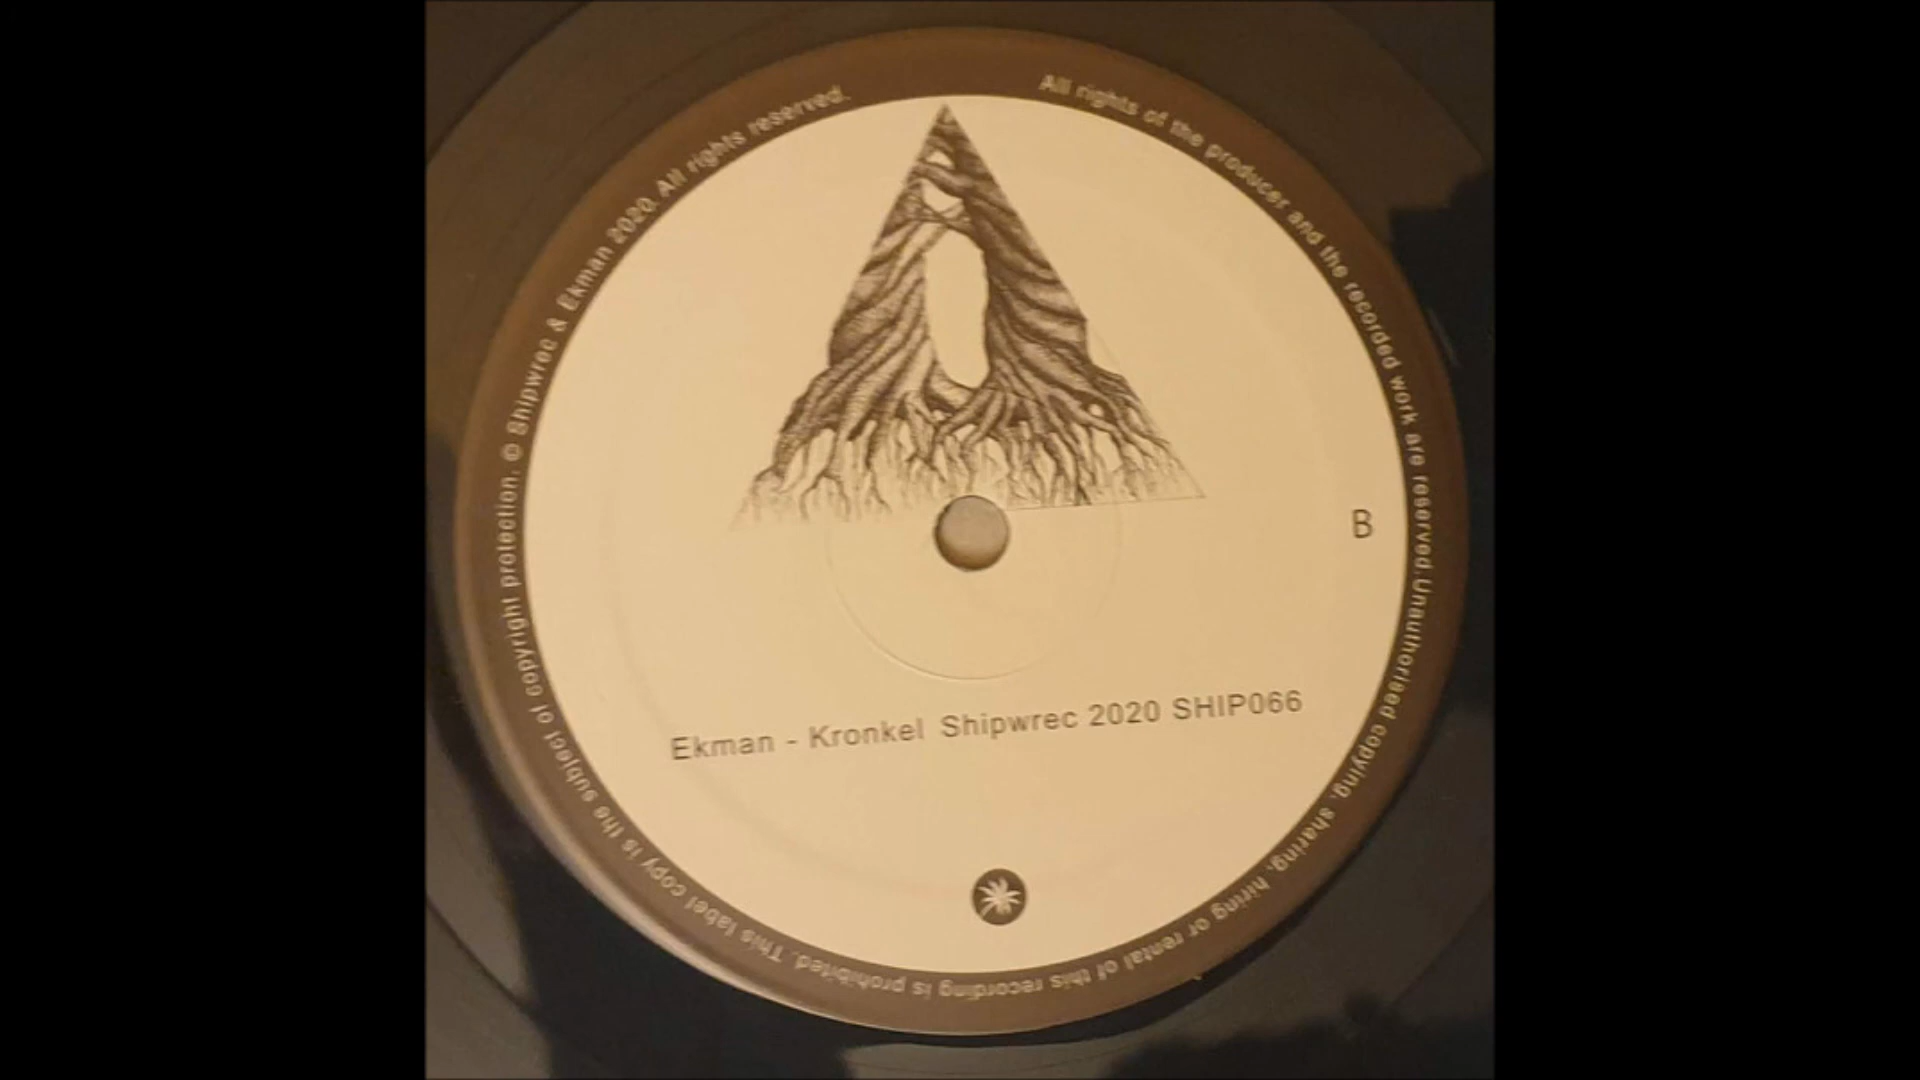 All rights of the producer and the recorded work are reserved. Unauthorised copying, sharing, hiring or rental of this recording is prohibited. This label copy is the subject of copyright protection. © Shipwrec & Ekman 2020. All rights reserved.
B
Ekman - Kronkel Shipwrec 2020 SHIP066